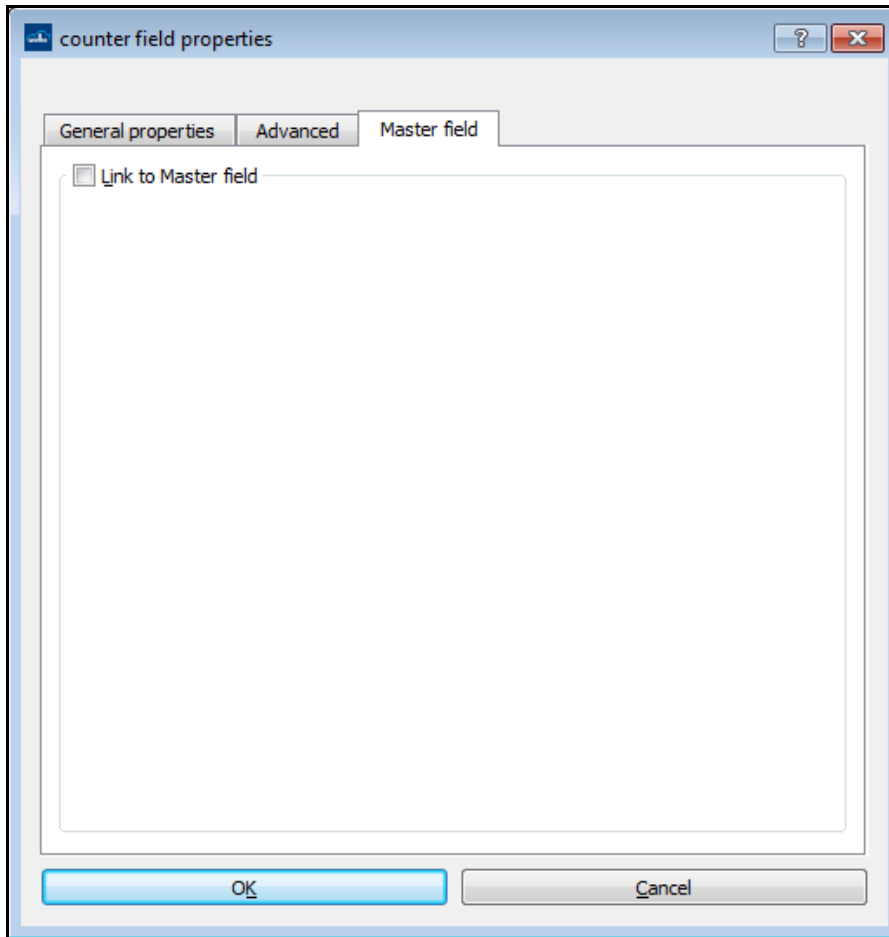 counter field properties
General properties
Advanced
Master field
Link to Master field
OK
Cancel